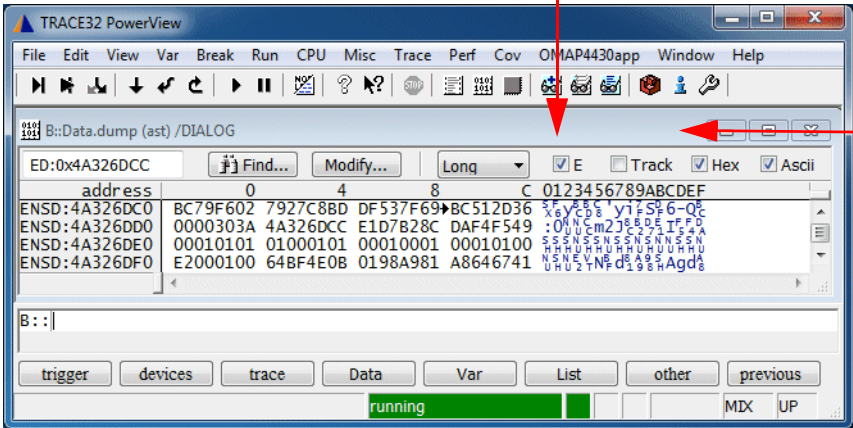 TRACE32 PowerView
File Edit View Var Break Run CPU Misc Trace Perf Cov OMAP4430app Window Help
B::Data.dump (ast) /DIALOG
ED:0x4A326DCC Find... Modify... Long E Track Hex Ascii
address 0 4 8 C 0123456789ABCDEF
ENSD:4A326DC0 BC79F602 7927C8BD DF537F69 BC512D36
ENSD:4A326DD0 0000303A 4A326DCC E1D7B28C DAF4F549
ENSD:4A326DE0 00010101 01000101 00010001 00010100
ENSD:4A326DF0 E2000100 64BF4E0B 0198A981 A8646741
B::
trigger devices trace Data Var List other previous
running MIX UP